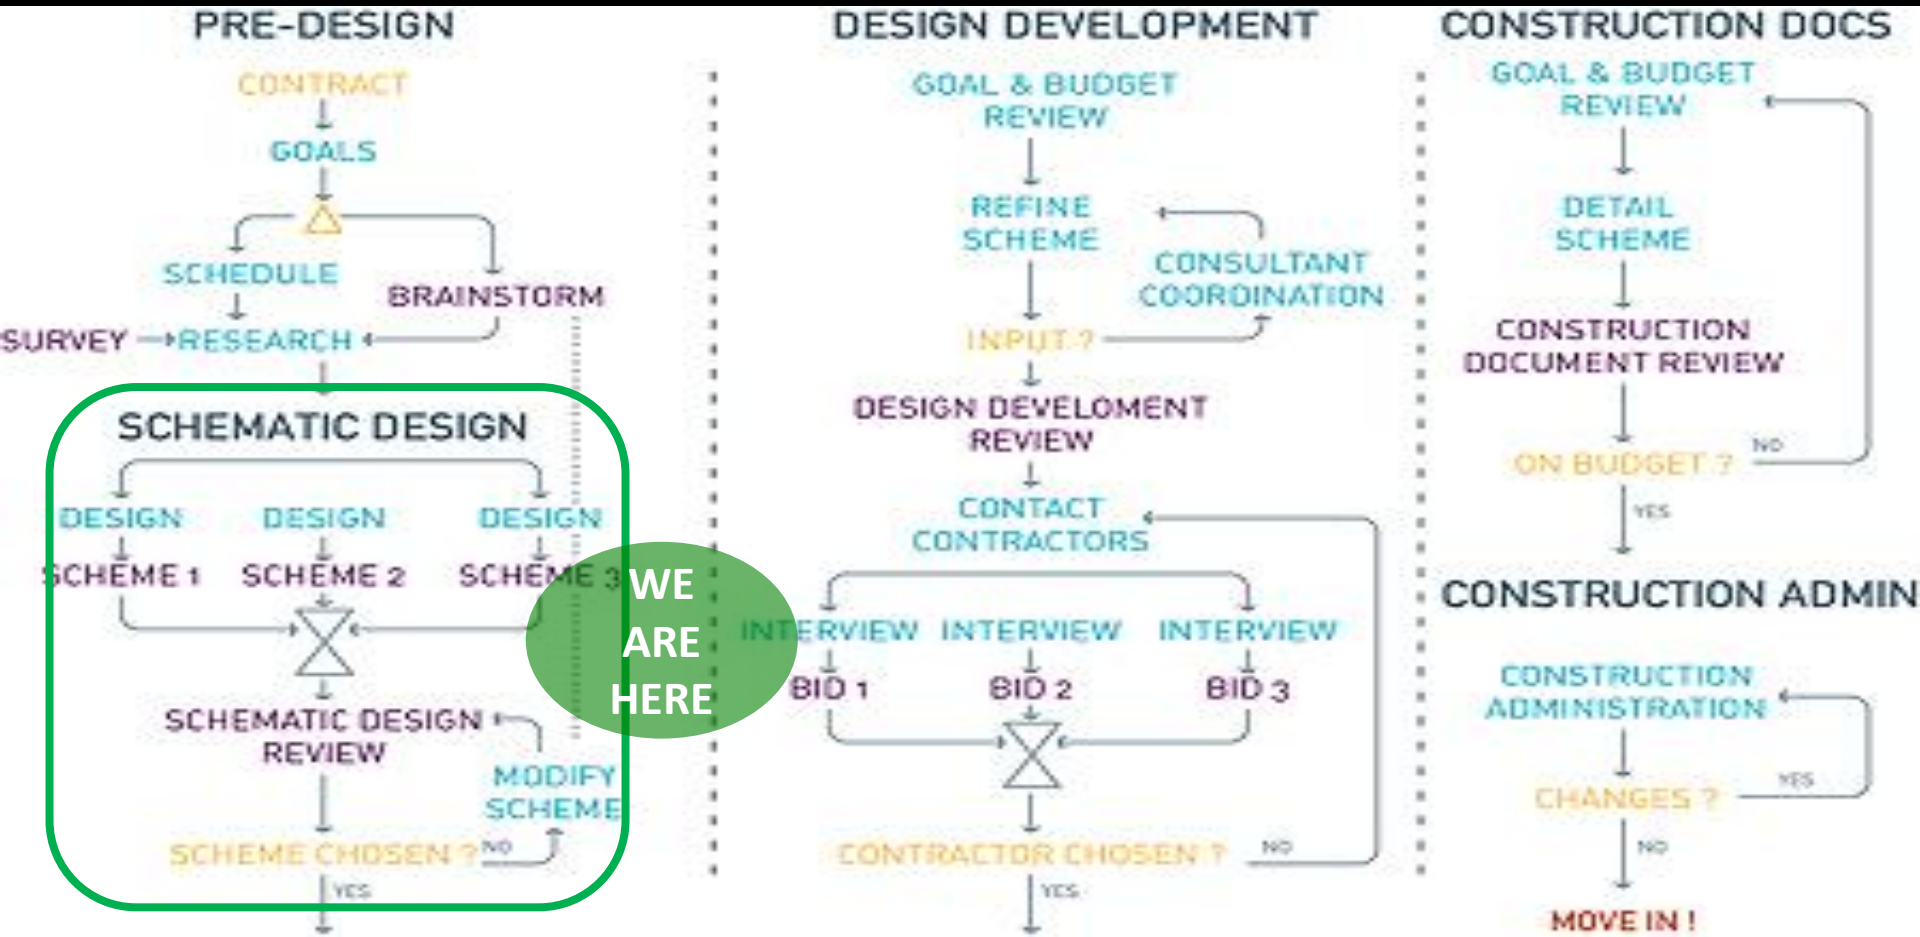 PRE-DESIGN
CONTRACT
GOALS
SCHEDULE
BRAINSTORM
SURVEY
RESEARCH
SCHEMATIC DESIGN
DESIGN DESIGN DESIGN
SCHEME 1 SCHEME 2 SCHEME 3
SCHEMATIC DESIGN
REVIEW
MODIFY
SCHEME
SCHEME CHOSEN ? NO
YES
WE
ARE
HERE
DESIGN DEVELOPMENT
GOAL & BUDGET
REVIEW
REFINE
SCHEME
CONSULTANT
COORDINATION
INPUT ?
DESIGN DEVELOMENT
REVIEW
CONTACT
CONTRACTORS
INTERVIEW INTERVIEW INTERVIEW
BID 1 BID 2 BID 3
CONTRACTOR CHOSEN ? NO
YES
CONSTRUCTION DOCS
GOAL & BUDGET
REVIEW
DETAIL
SCHEME
CONSTRUCTION
DOCUMENT REVIEW
ON BUDGET ? NO
YES
CONSTRUCTION ADMIN
CONSTRUCTION
ADMINISTRATION
CHANGES ? YES
NO
MOVE IN !